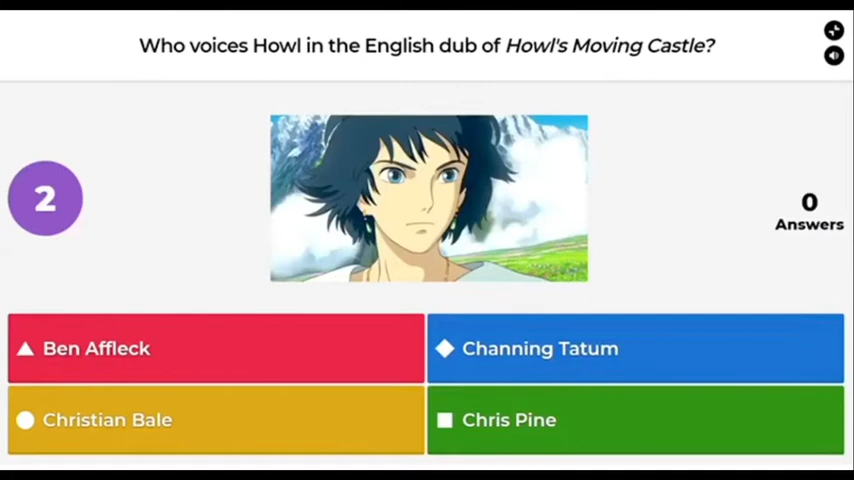 Who voices Howl in the English dub of Howl's Moving Castle?
2
0
Answers
Ben Affleck
Channing Tatum
Christian Bale
Chris Pine